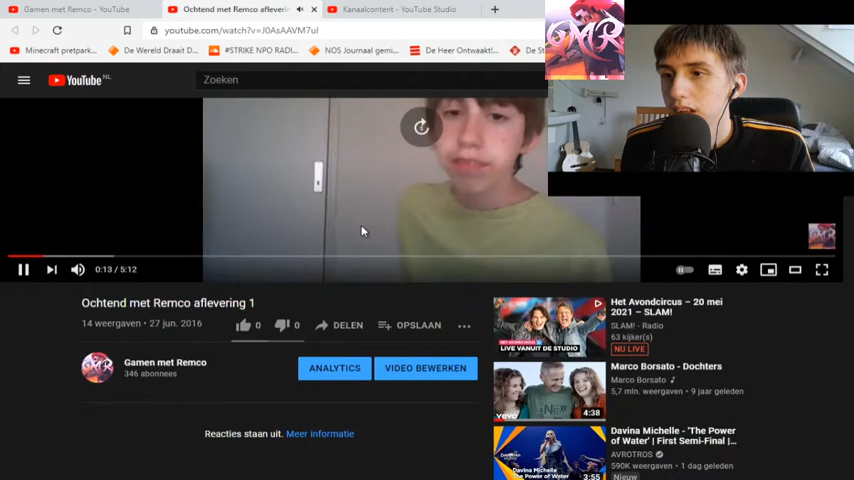 Gamen met Remco - YouTube
Ochtend met Remco aflevering
Kanaalcontent - YouTube Studio
youtube.com/watch?v=J0AsAAVM7uI
Minecraft pretpark...
De Wereld Draait D...
#STRIKE NPO RADI...
NOS Journaal gemi...
De Heer Ontwaakt!...
De St
GMR
YouTube NL
Zoeken
0:13 / 5:12
Ochtend met Remco aflevering 1
14 weergaven • 27 jun. 2016
0
0
DELEN
OPSLAAN
Gamen met Remco
346 abonnees
ANALYTICS
VIDEO BEWERKEN
Reacties staan uit. Meer informatie
LIVE VANUIT DE STUDIO
Het Avondcircus – 20 mei
2021 – SLAM!
SLAM! - Radio
63 kijker(s)
NU LIVE
vevo
4:38
Marco Borsato - Dochters
Marco Borsato
5,7 mln. weergaven • 9 jaar geleden
3:55
Davina Michelle - 'The Power
of Water' | First Semi-Final |...
AVROTROS
590K weergaven • 1 dag geleden
Nieuw